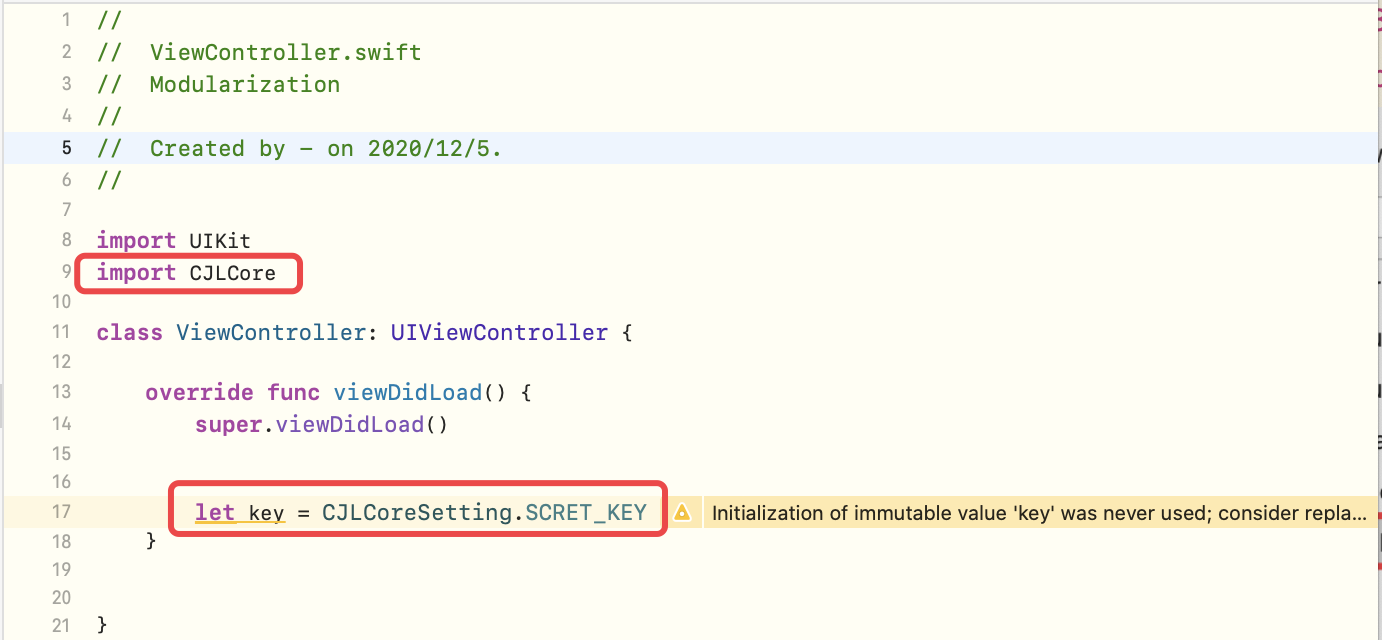 1 //
2 //  ViewController.swift
3 //  Modularization
4 //
5 //  Created by – on 2020/12/5.
6 //
7
8 import UIKit
9 import CJLCore
10
11 class ViewController: UIViewController {
12
13     override func viewDidLoad() {
14         super.viewDidLoad()
15
16
17         let key = CJLCoreSetting.SCRET_KEY Initialization of immutable value 'key' was never used; consider repla...
18     }
19
20
21 }